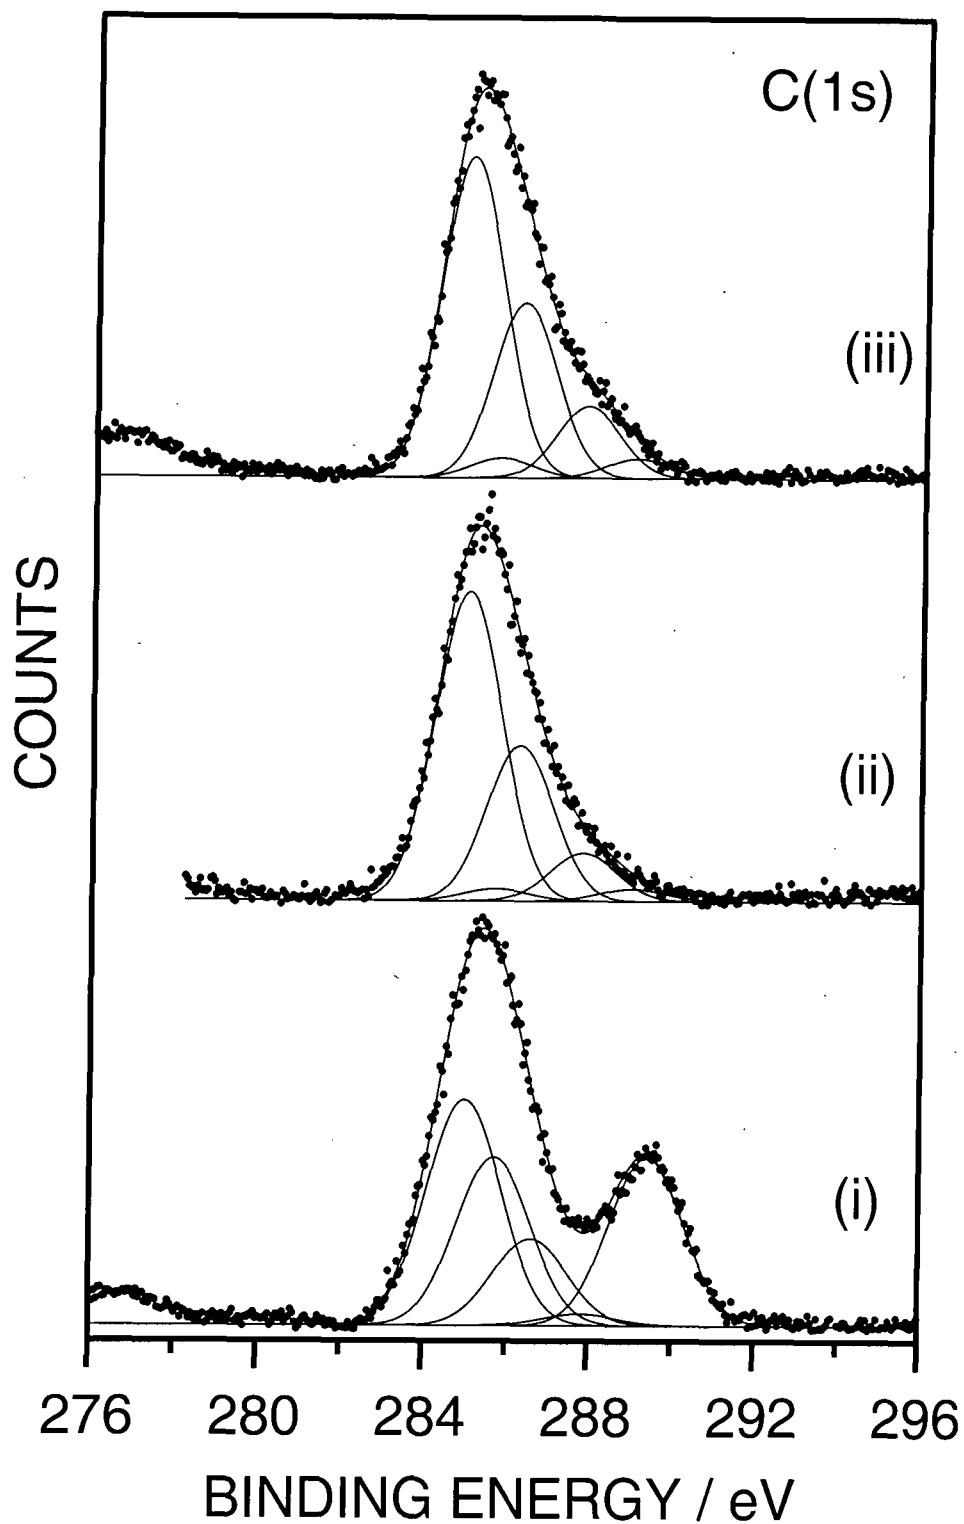 C(1s)
(iii)
(ii)
(i)
COUNTS
276 280 284 288 292 296
BINDING ENERGY / eV